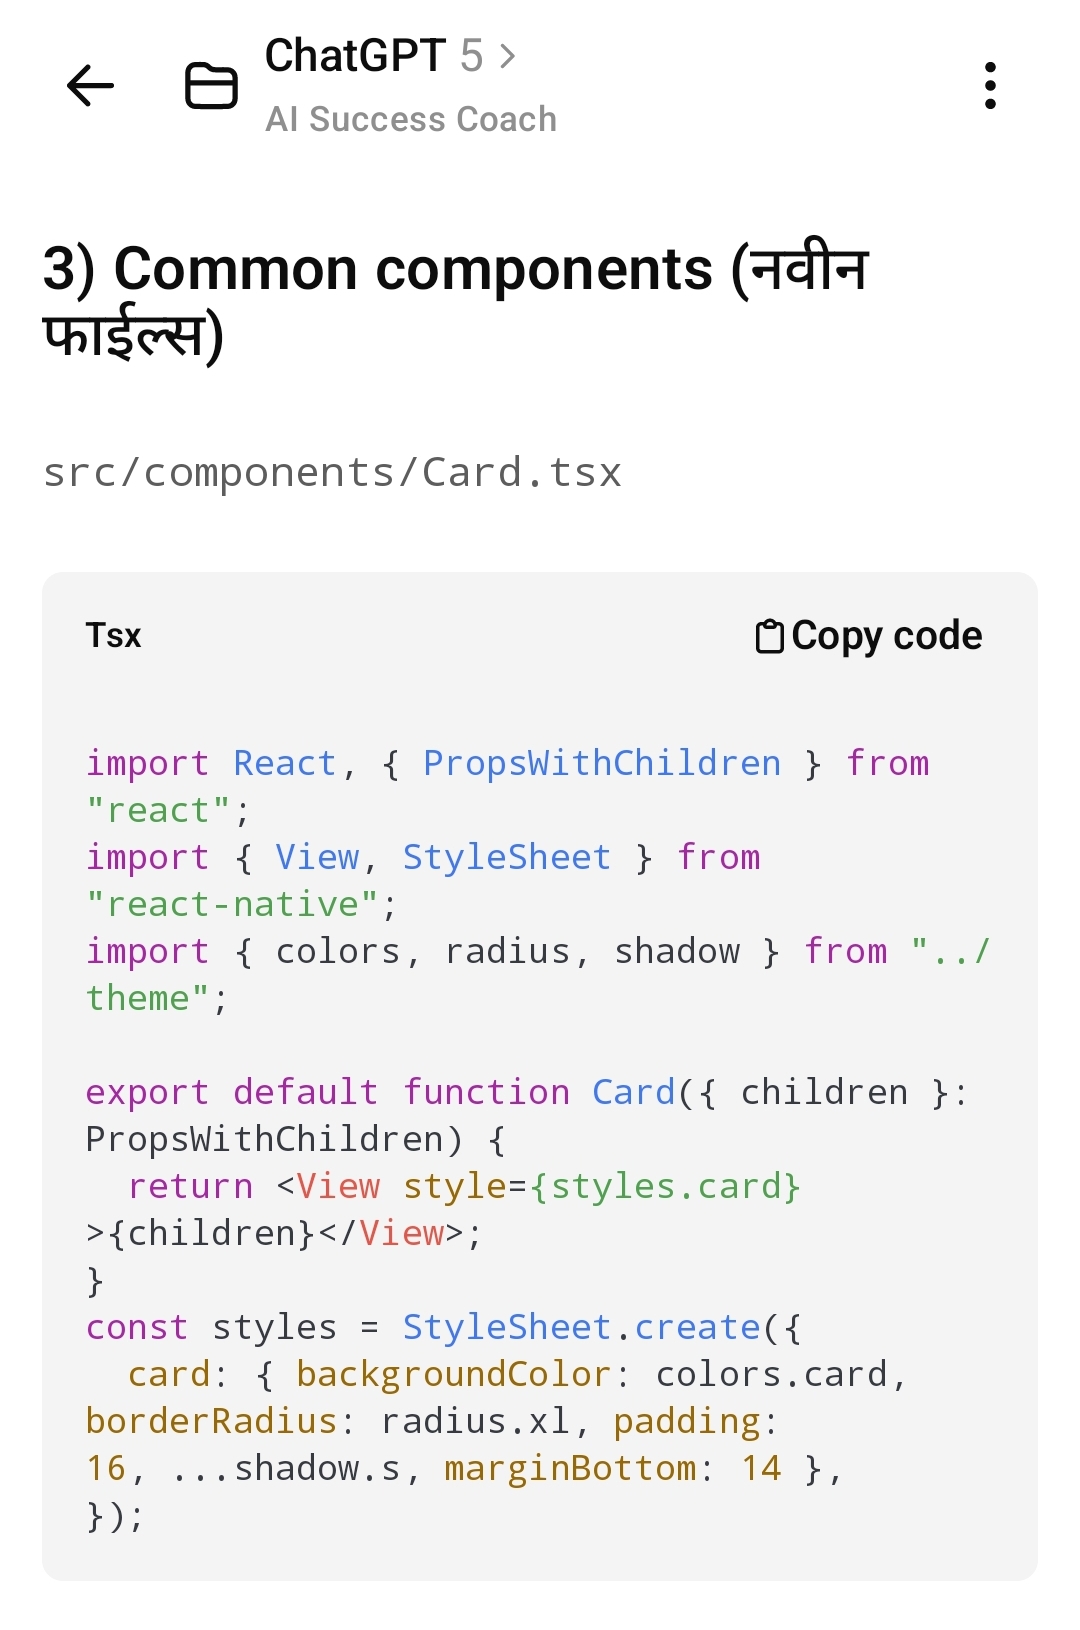 ChatGPT 5 >
AI Success Coach
3) Common components (नवीन
फाईल्स)
src/components/Card.tsx
Tsx
Copy code
import React, { PropsWithChildren } from
"react";
import { View, StyleSheet } from
"react-native";
import { colors, radius, shadow } from "../
theme";

export default function Card({ children }:
PropsWithChildren) {
  return <View style={styles.card}
>{children}</View>;
}
const styles = StyleSheet.create({
  card: { backgroundColor: colors.card,
borderRadius: radius.xl, padding:
16, ...shadow.s, marginBottom: 14 },
});